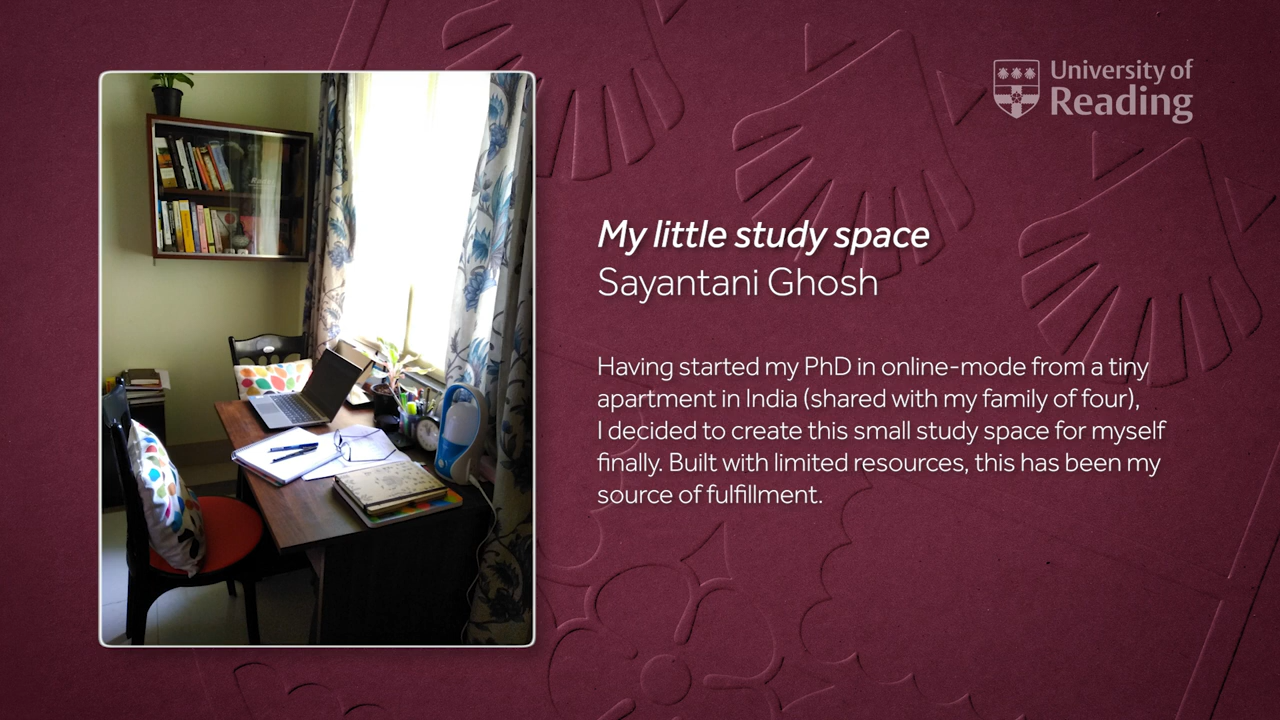 University of
Reading
My little study space
Sayantani Ghosh
Having started my PhD in online-mode from a tiny
apartment in India (shared with my family of four),
I decided to create this small study space for myself
finally. Built with limited resources, this has been my
source of fulfillment.